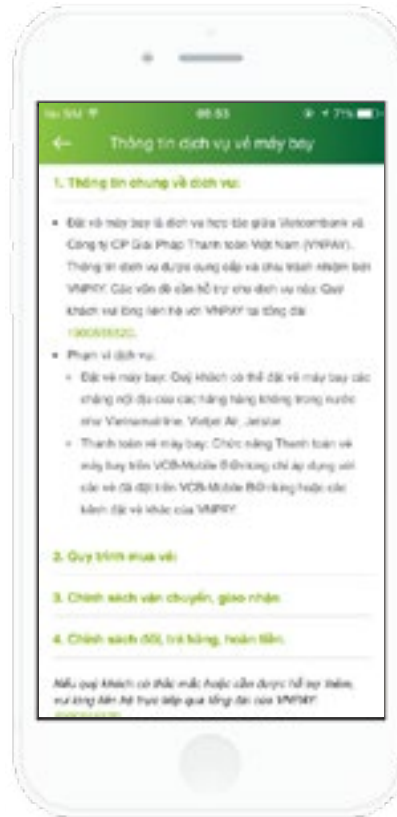 No SIM 08:53 71%
Thông tin dịch vụ vé máy bay
1. Thông tin chung về dịch vụ:
• Đặt vé máy bay là dịch vụ hợp tác giữa Vietcombank và
Công ty CP Giải Pháp Thanh toán Việt Nam (VNPAY).
Thông tin dịch vụ được cung cấp và chịu trách nhiệm bởi
VNPAY. Các vấn đề cần hỗ trợ cho dịch vụ này, Quý
khách vui lòng liên hệ với VNPAY tại tổng đài
• Phạm vi dịch vụ:
Đặt vé máy bay: Quý khách có thể đặt vé máy bay các
chặng nội địa của các hãng hàng không trong nước
như Vietnamairline, Vietjet Air, Jetstar.
Thanh toán vé máy bay: Chức năng Thanh toán vé
máy bay trên VCB-Mobile B@nking chỉ áp dụng với
các vé đã đặt trên VCB-Mobile B@nking hoặc các
kênh đặt vé khác của VNPAY
2. Quy trình mua vé:
3. Chính sách vận chuyển, giao nhận
4. Chính sách đổi, trả hàng, hoàn tiền.
Nếu quý khách có thắc mắc hoặc cần được hỗ trợ thêm,
vui lòng liên hệ trực tiếp qua tổng đài của VNPAY: